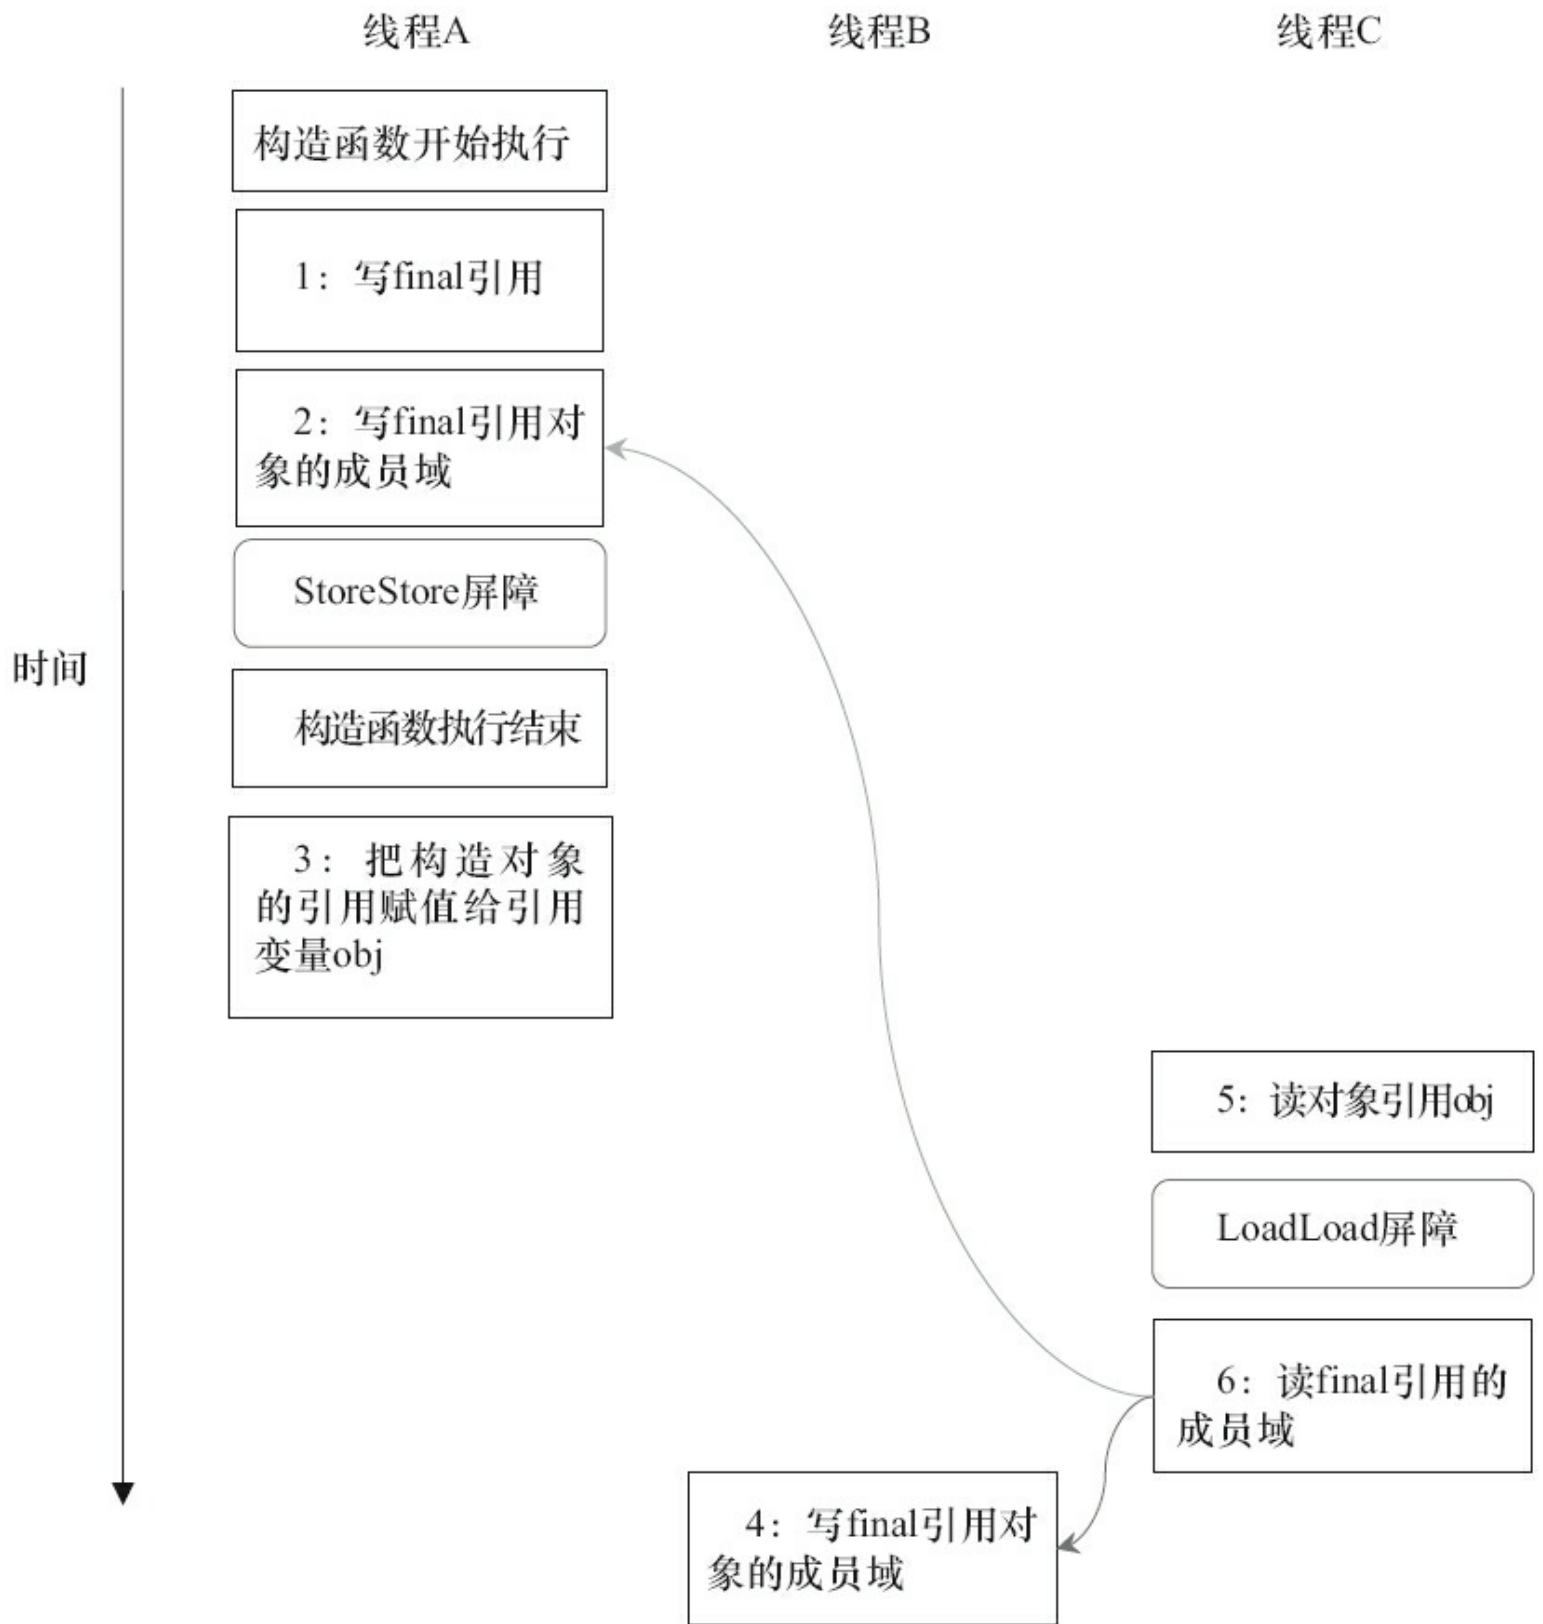 线程A
线程B
线程C
构造函数开始执行
1：写final引用
2：写final引用对
象的成员域
StoreStore屏障
时间
构造函数执行结束
3：把构造对象
的引用赋值给引用
变量obj
5：读对象引用obj
LoadLoad屏障
6：读final引用的
成员域
4：写final引用对
象的成员域